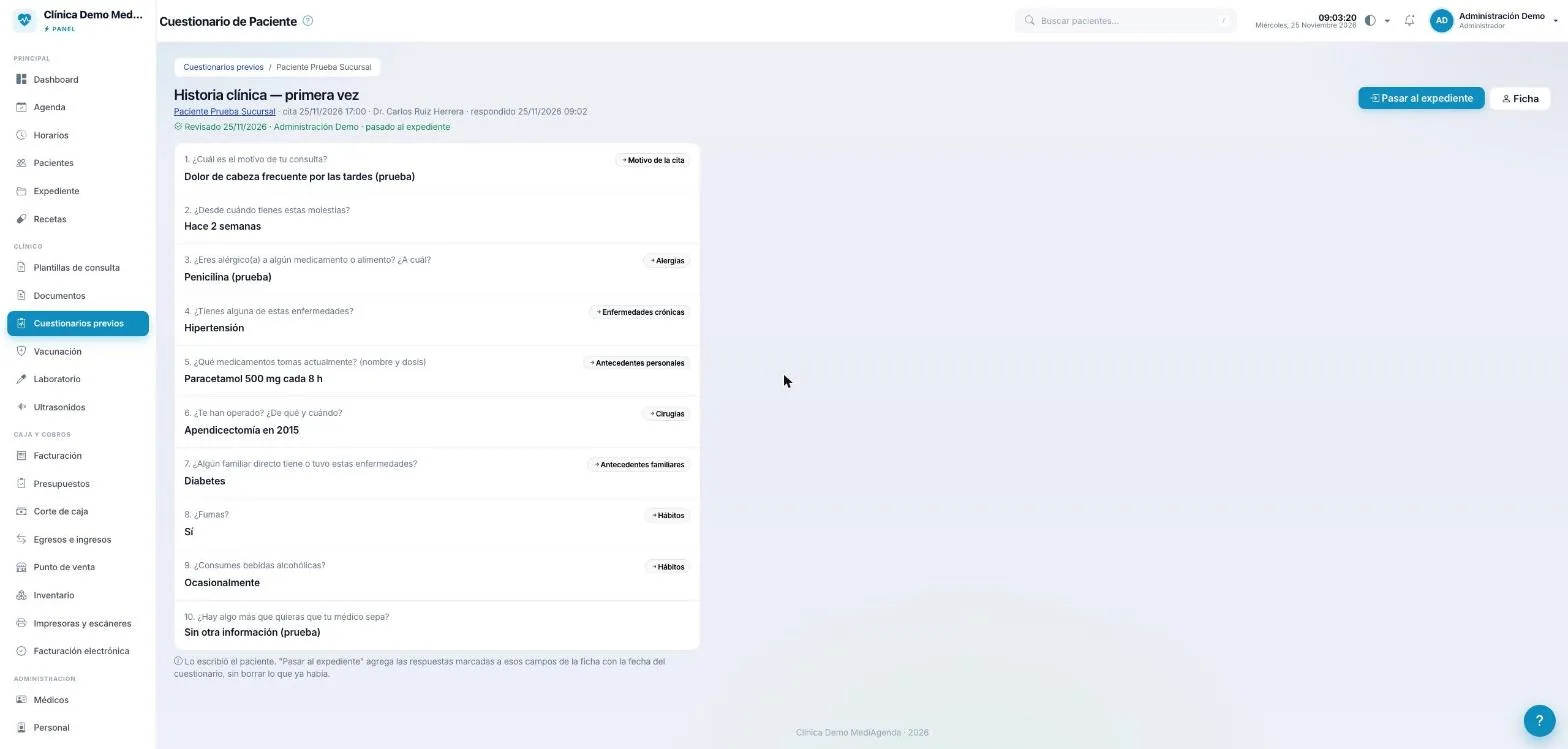 Clínica Demo Med...
PANEL
Cuestionario de Paciente
Buscar pacientes...
/
09:03:20
Miércoles, 25 Noviembre 2026
AD
Administración Demo
Administrador
PRINCIPAL
Dashboard
Agenda
Horarios
Pacientes
Expediente
Recetas
CLÍNICO
Plantillas de consulta
Documentos
Cuestionarios previos
Vacunación
Laboratorio
Ultrasonidos
CAJA Y COBROS
Facturación
Presupuestos
Corte de caja
Egresos e ingresos
Punto de venta
Inventario
Impresoras y escáneres
Facturación electrónica
ADMINISTRACIÓN
Médicos
Personal
Cuestionarios previos / Paciente Prueba Sucursal
Historia clínica — primera vez
Paciente Prueba Sucursal · cita 25/11/2026 17:00 · Dr. Carlos Ruiz Herrera · respondido 25/11/2026 09:02
Revisado 25/11/2026 · Administración Demo · pasado al expediente
Pasar al expediente
Ficha
1. ¿Cuál es el motivo de tu consulta?
Motivo de la cita
Dolor de cabeza frecuente por las tardes (prueba)
2. ¿Desde cuándo tienes estas molestias?
Hace 2 semanas
3. ¿Eres alérgico(a) a algún medicamento o alimento? ¿A cuál?
Alergias
Penicilina (prueba)
4. ¿Tienes alguna de estas enfermedades?
Enfermedades crónicas
Hipertensión
5. ¿Qué medicamentos tomas actualmente? (nombre y dosis)
Antecedentes personales
Paracetamol 500 mg cada 8 h
6. ¿Te han operado? ¿De qué y cuándo?
Cirugías
Apendicectomía en 2015
7. ¿Algún familiar directo tiene o tuvo estas enfermedades?
Antecedentes familiares
Diabetes
8. ¿Fumas?
Hábitos
Sí
9. ¿Consumes bebidas alcohólicas?
Hábitos
Ocasionalmente
10. ¿Hay algo más que quieras que tu médico sepa?
Sin otra información (prueba)
Lo escribió el paciente. "Pasar al expediente" agrega las respuestas marcadas a esos campos de la ficha con la fecha del
cuestionario, sin borrar lo que ya había.
Clínica Demo MediAgenda · 2026
?